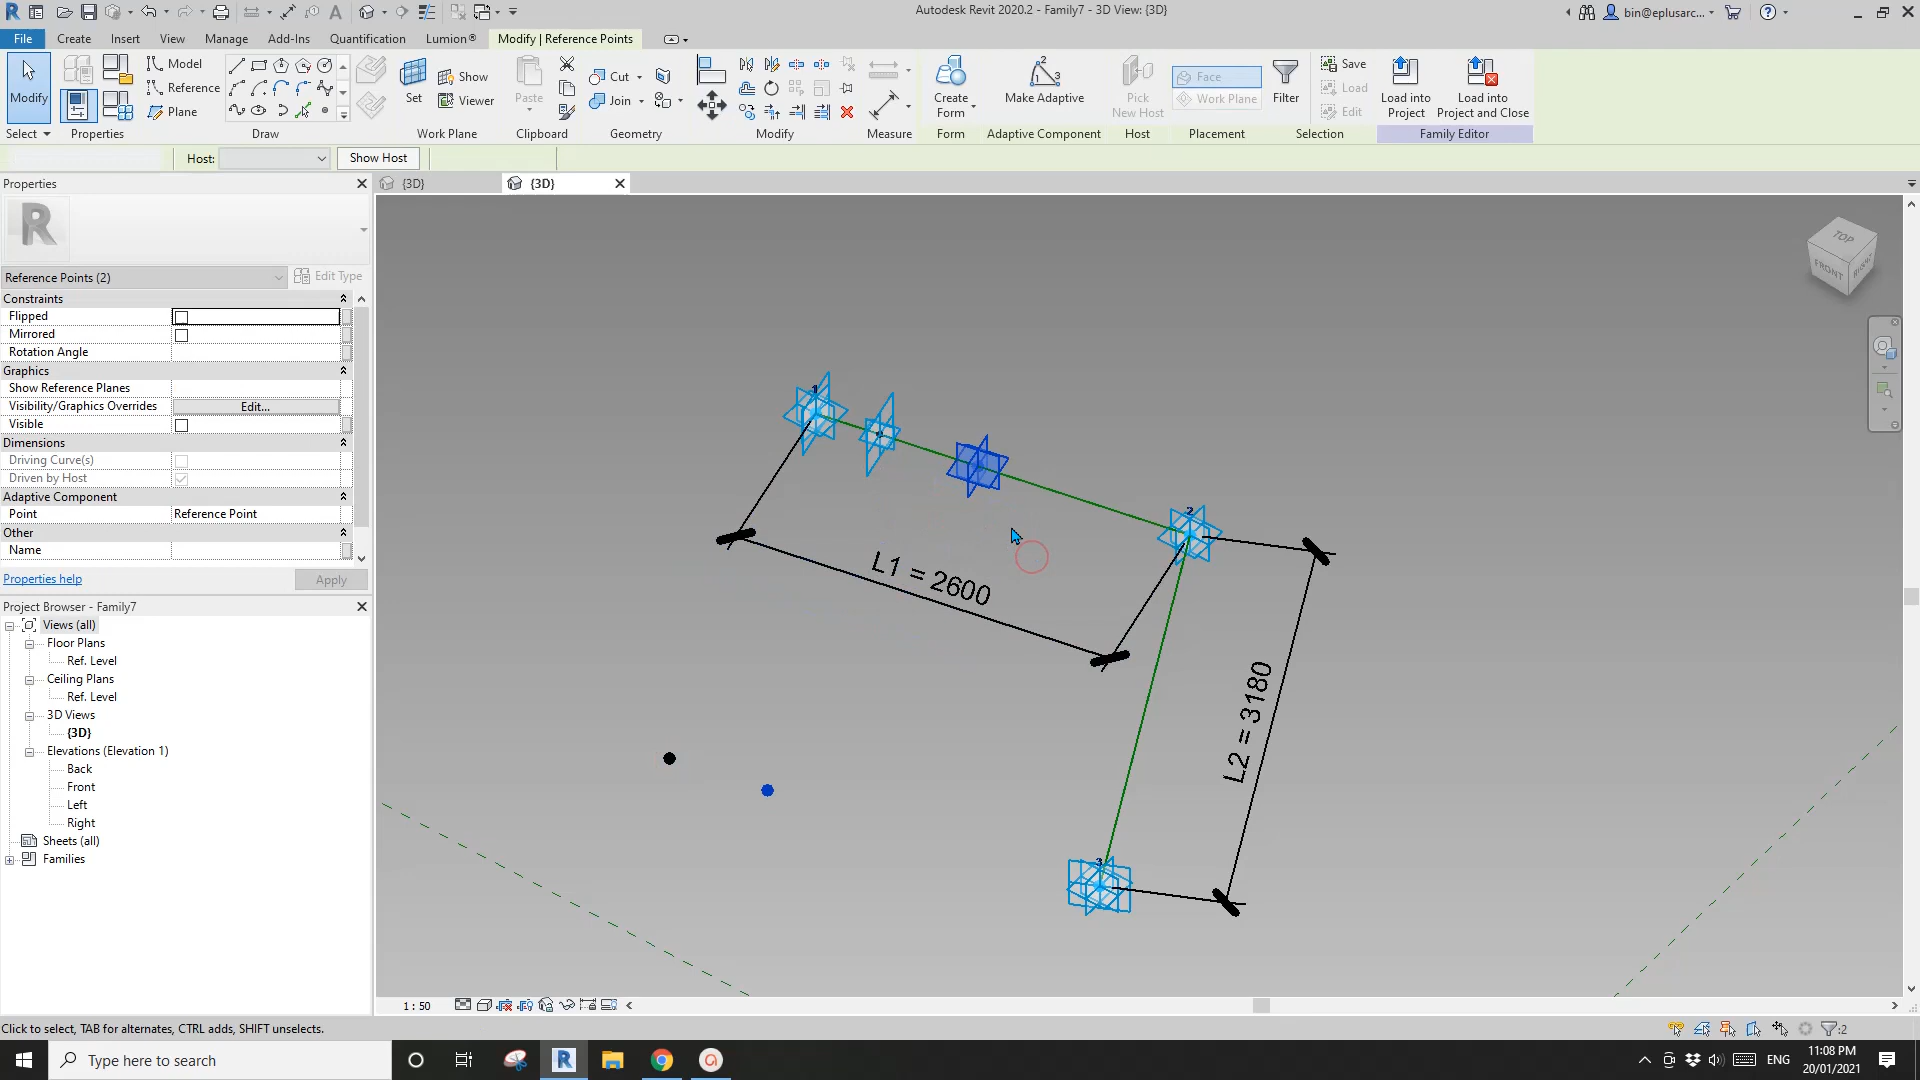 Autodesk Revit 2020.2 - Family7 - 3D View: {3D}
bin@eplusarc...
File Create Insert View Manage Add-Ins Quantification Lumion® Modify | Reference Points
Modify
Select
Properties
Model
Reference
Plane
Draw
Set
Show
Viewer
Work Plane
Paste
Clipboard
Cut
Join
Geometry
Modify
Measure
Create
Form
Form
Make Adaptive
Adaptive Component
Pick
New Host
Host
Face
Work Plane
Placement
Filter
Save
Load
Edit
Selection
Load into
Project
Load into
Project and Close
Family Editor
Host:
Show Host
Properties
{3D}
{3D}
R
Reference Points (2)
Edit Type
Constraints
Flipped
Mirrored
Rotation Angle
Graphics
Show Reference Planes
Visibility/Graphics Overrides Edit...
Visible
Dimensions
Driving Curve(s)
Driven by Host
Adaptive Component
Point Reference Point
Other
Name
Properties help
Apply
Project Browser - Family7
Views (all)
Floor Plans
Ref. Level
Ceiling Plans
Ref. Level
3D Views
{3D}
Elevations (Elevation 1)
Back
Front
Left
Right
Sheets (all)
Families
TOP
FRONT
RIGHT
1
2
3
L1 = 2600
L2 = 3180
1 : 50
Click to select, TAB for alternates, CTRL adds, SHIFT unselects.
:2
Type here to search
ENG
11:08 PM
20/01/2021